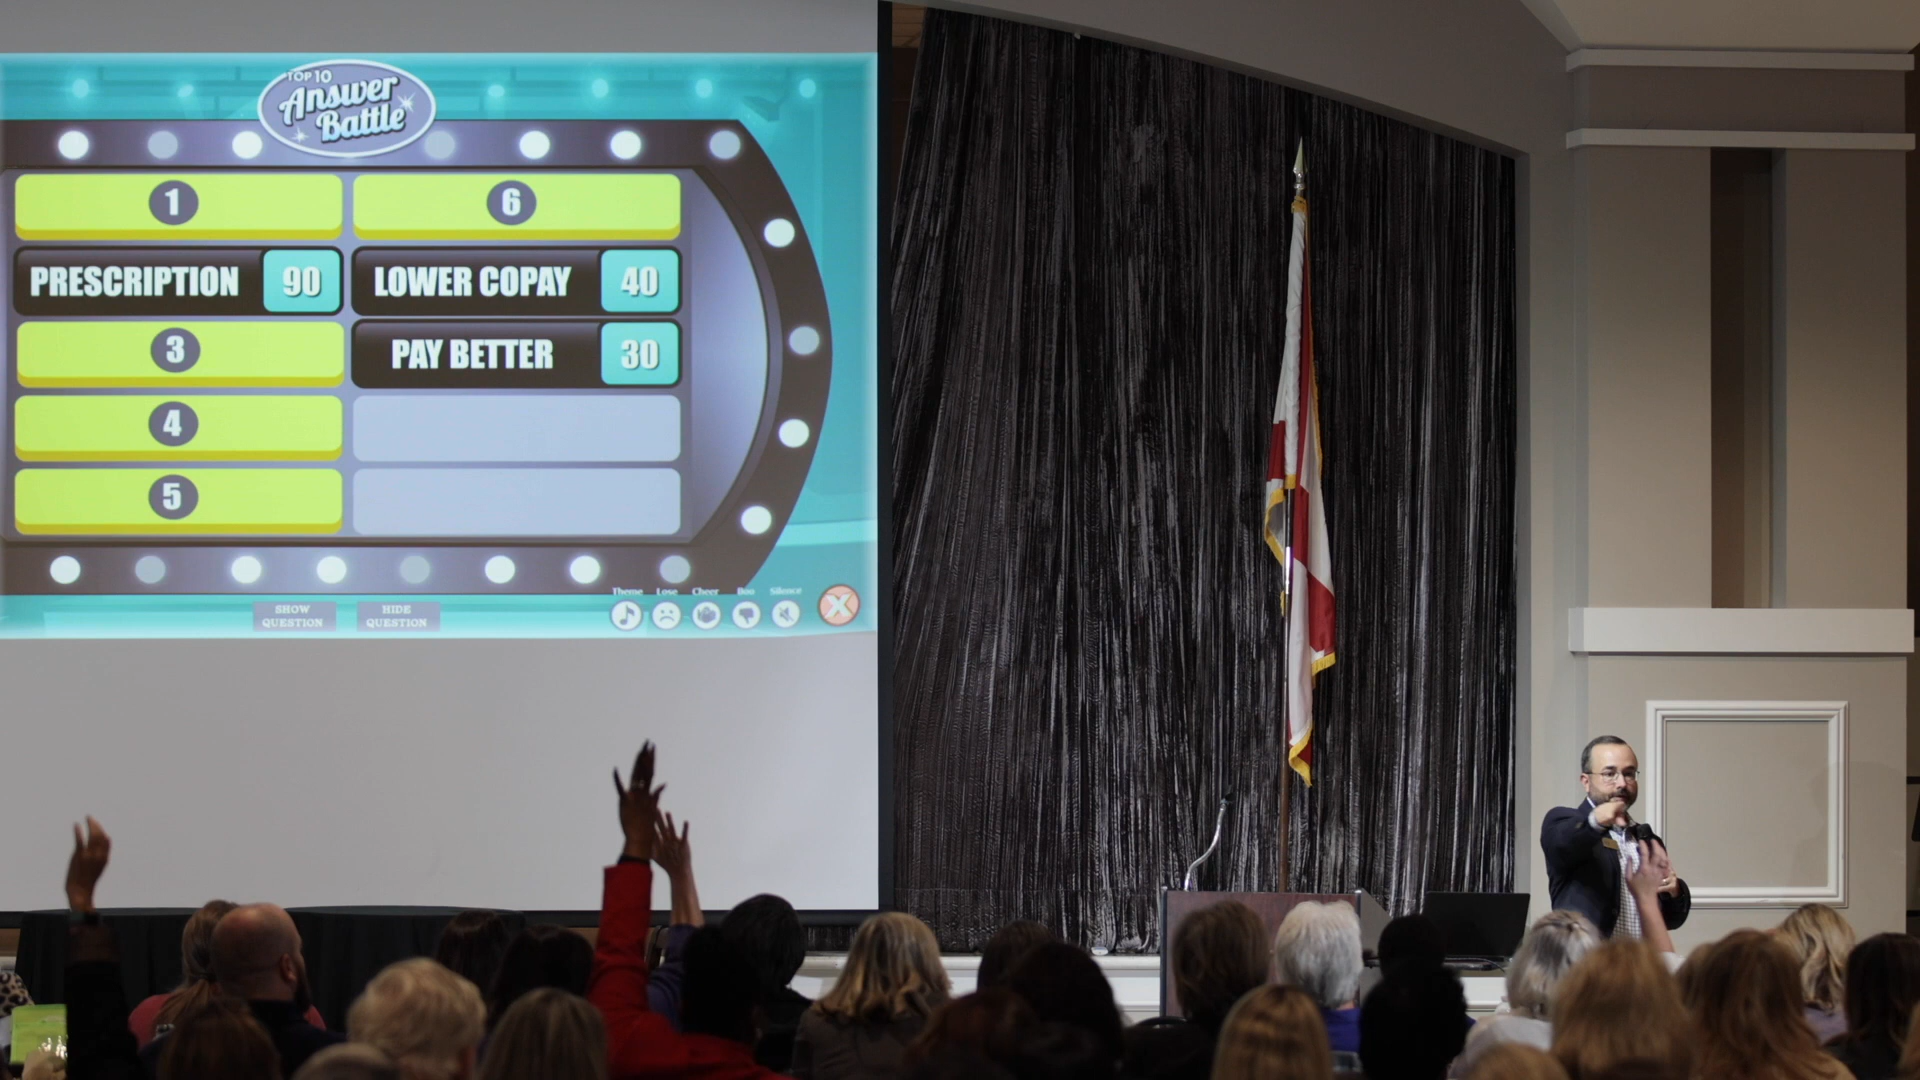 TOP 10
Answer
Battle
1
6
PRESCRIPTION 90
LOWER COPAY 40
3
PAY BETTER 30
4
5
Theme Lose Cheer Boo Silence
SHOW
QUESTION
HIDE
QUESTION
X